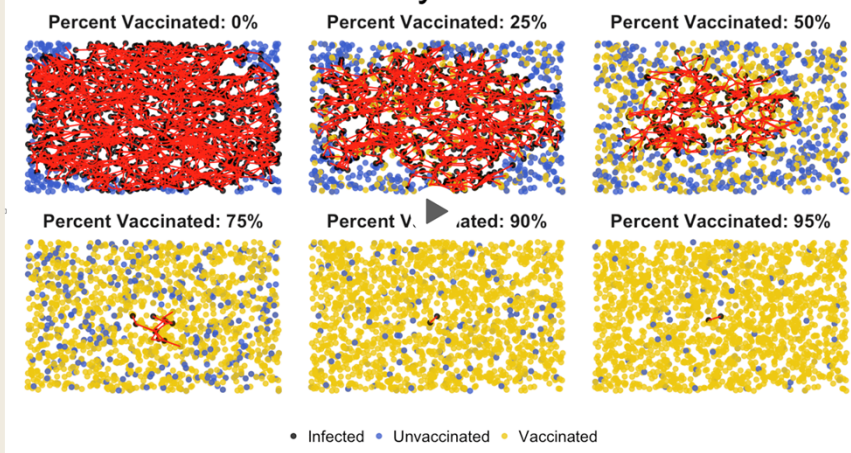 Percent Vaccinated: 0%
Percent Vaccinated: 25%
Percent Vaccinated: 50%
Percent Vaccinated: 75%
Percent V ated: 90%
Percent Vaccinated: 95%
Infected Unvaccinated Vaccinated